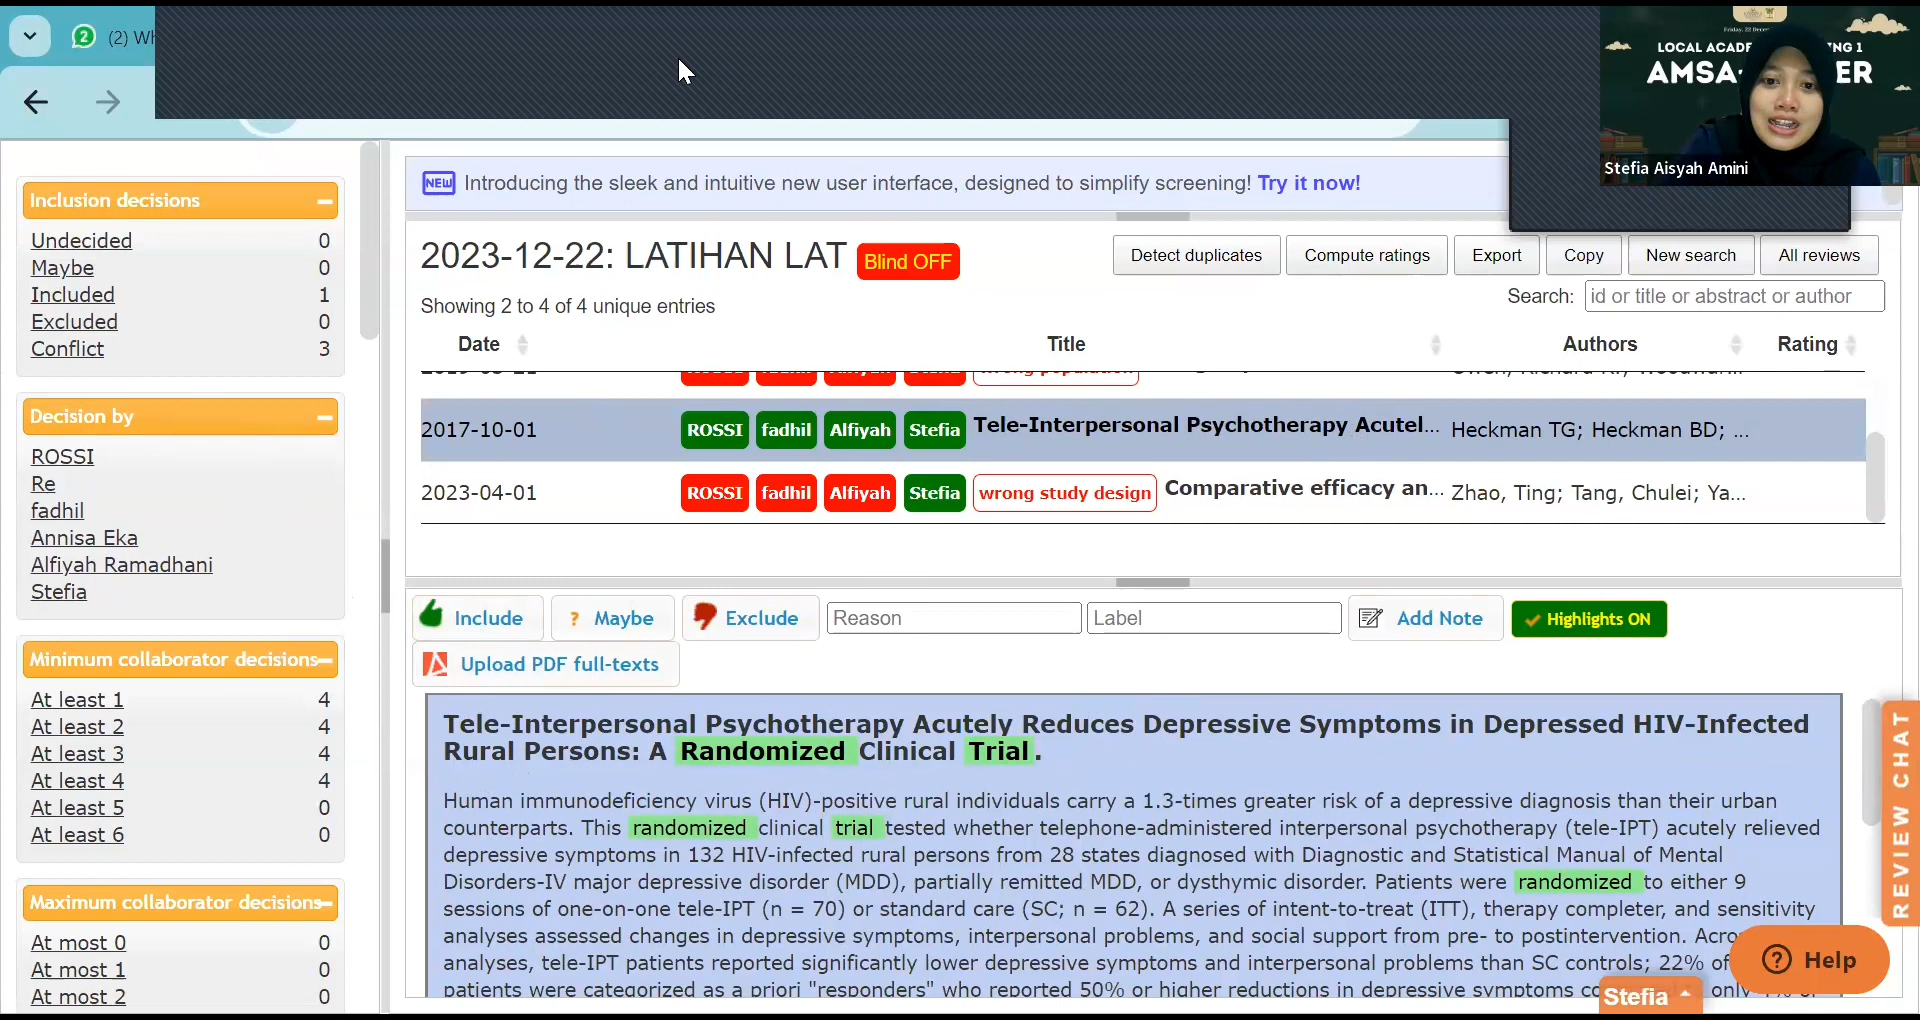 2
(2) Wh
LOCAL ACADE NG 1
AMSA- ER
Stefia Aisyah Amini
NEW Introducing the sleek and intuitive new user interface, designed to simplify screening! Try it now!
Inclusion decisions
Undecided 0
Maybe 0
Included 1
Excluded 0
Conflict 3
Decision by
ROSSI
Re
fadhil
Annisa Eka
Alfiyah Ramadhani
Stefia
Minimum collaborator decisions
At least 1 4
At least 2 4
At least 3 4
At least 4 4
At least 5 0
At least 6 0
Maximum collaborator decisions
At most 0 0
At most 1 0
At most 2 0
2023-12-22: LATIHAN LAT Blind OFF
Detect duplicates Compute ratings Export Copy New search All reviews
Showing 2 to 4 of 4 unique entries
Search: id or title or abstract or author
Date Title Authors Rating
2017-10-01 ROSSI fadhil Alfiyah Stefia Tele-Interpersonal Psychotherapy Acutel... Heckman TG; Heckman BD; ...
2023-04-01 ROSSI fadhil Alfiyah Stefia wrong study design Comparative efficacy an... Zhao, Ting; Tang, Chulei; Ya...
Include ? Maybe Exclude Reason Label Add Note Highlights ON
Upload PDF full-texts
Tele-Interpersonal Psychotherapy Acutely Reduces Depressive Symptoms in Depressed HIV-Infected
Rural Persons: A Randomized Clinical Trial.
Human immunodeficiency virus (HIV)-positive rural individuals carry a 1.3-times greater risk of a depressive diagnosis than their urban
counterparts. This randomized clinical trial tested whether telephone-administered interpersonal psychotherapy (tele-IPT) acutely relieved
depressive symptoms in 132 HIV-infected rural persons from 28 states diagnosed with Diagnostic and Statistical Manual of Mental
Disorders-IV major depressive disorder (MDD), partially remitted MDD, or dysthymic disorder. Patients were randomized to either 9
sessions of one-on-one tele-IPT (n = 70) or standard care (SC; n = 62). A series of intent-to-treat (ITT), therapy completer, and sensitivity
analyses assessed changes in depressive symptoms, interpersonal problems, and social support from pre- to postintervention. Acro
analyses, tele-IPT patients reported significantly lower depressive symptoms and interpersonal problems than SC controls; 22% of
patients were categorized as a priori "responders" who reported 50% or higher reductions in depressive symptoms co only
REVIEW CHAT
? Help
Stefia